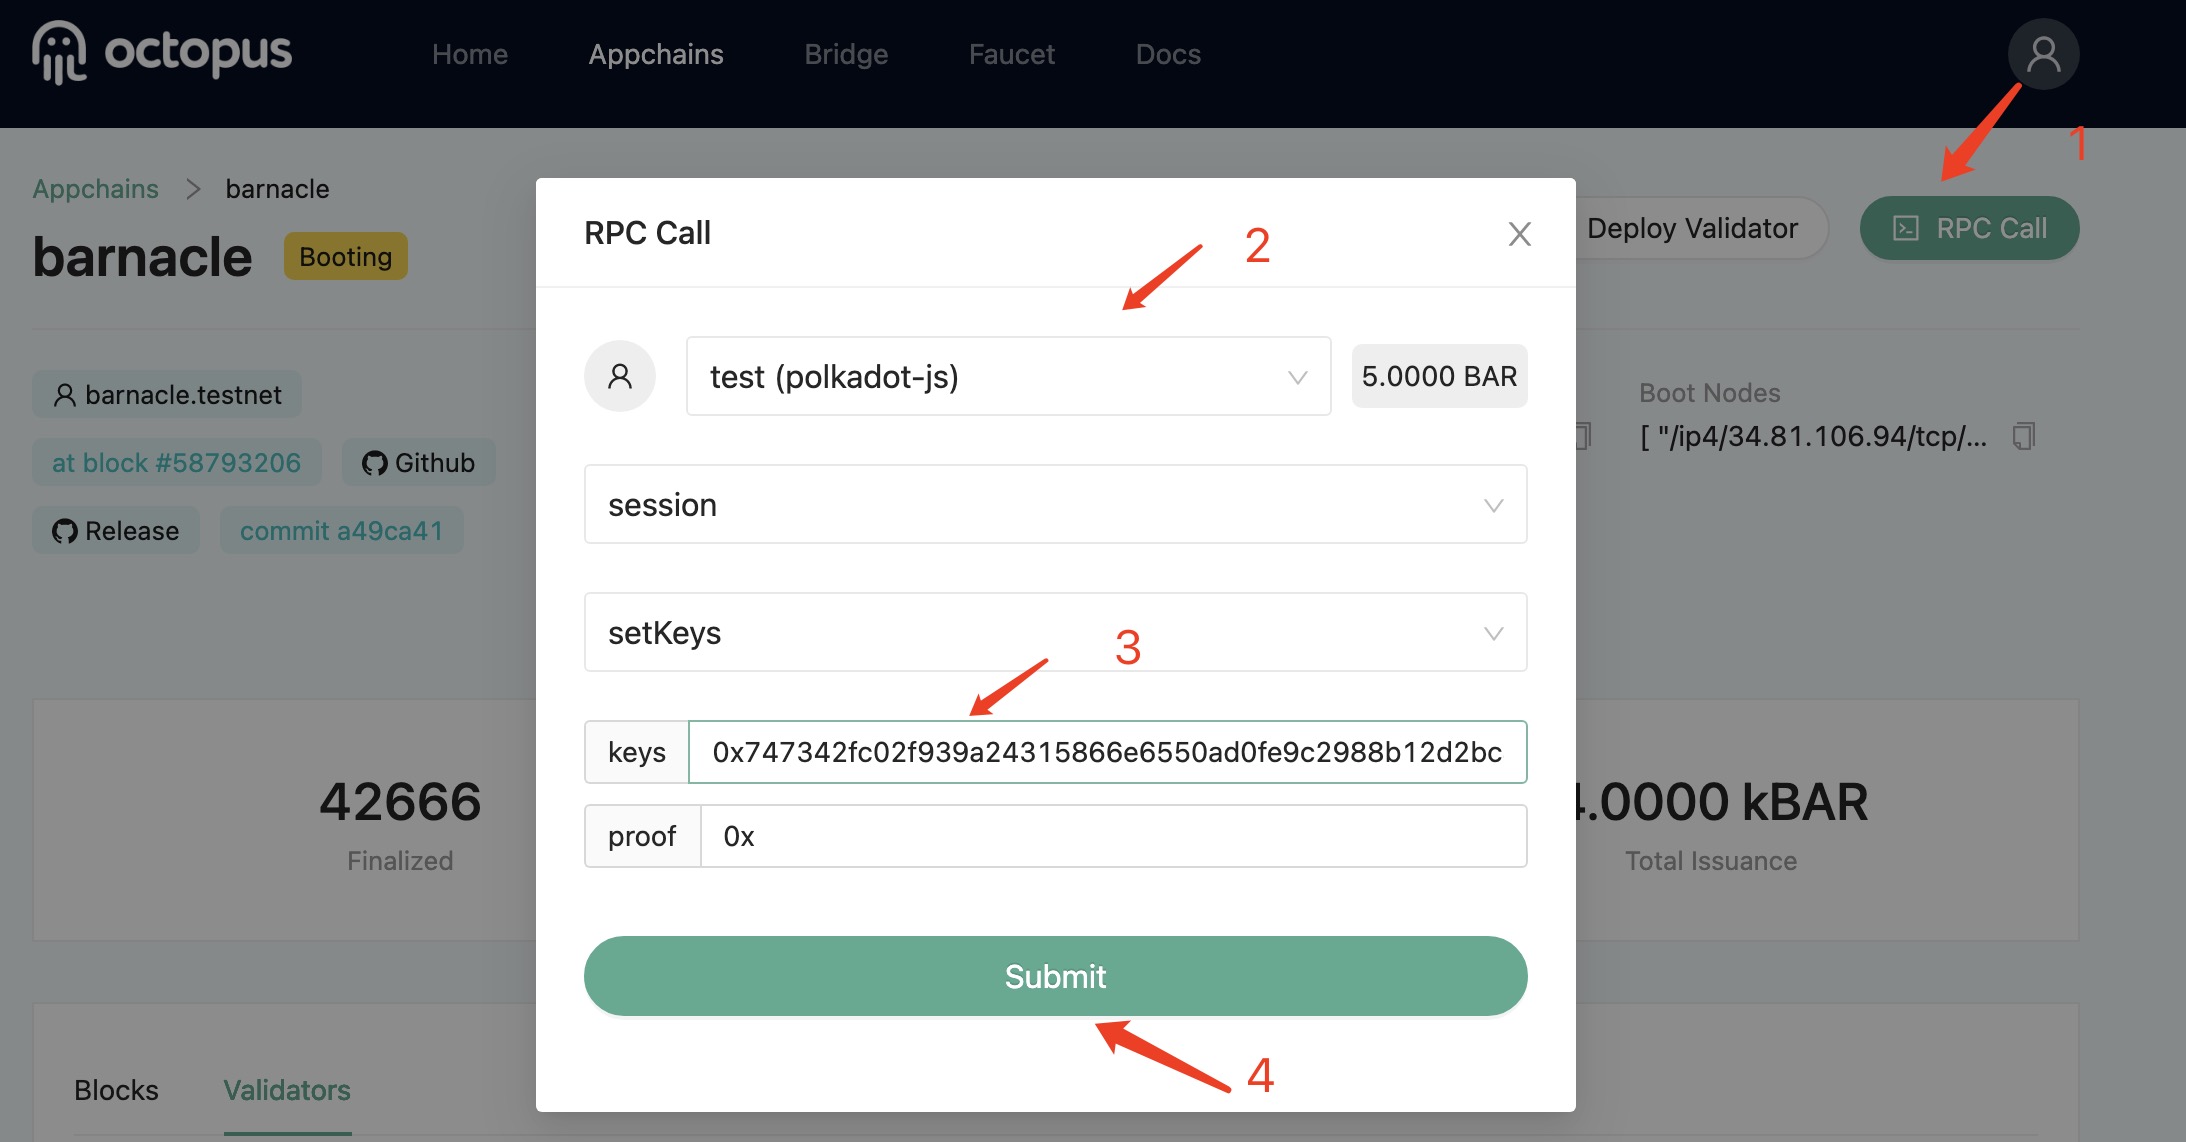 octopus Home Appchains Bridge Faucet Docs
1
Appchains > barnacle
barnacle Booting
Deploy Validator RPC Call
RPC Call
2
test (polkadot-js) 5.0000 BAR
barnacle.testnet
at block #58793206 Github
Release commit a49ca41
Boot Nodes
[ "/ip4/34.81.106.94/tcp/...
session
setKeys
3
keys 0x747342fc02f939a24315866e6550ad0fe9c2988b12d2bc
proof 0x
42666
Finalized
.0000 kBAR
Total Issuance
Submit
4
Blocks Validators